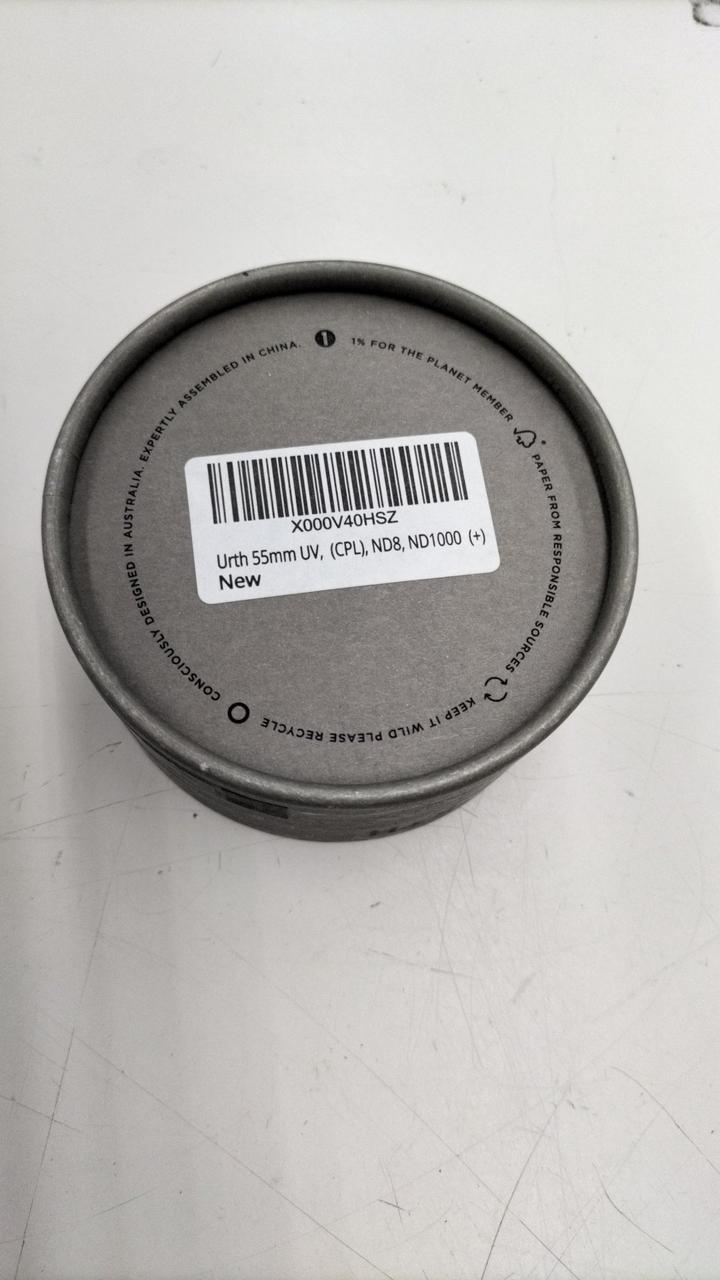 X000V40HSZ
Urth 55mm UV, (CPL), ND8, ND1000 (+)
New
1% FOR THE PLANET MEMBER
PAPER FROM RESPONSIBLE SOURCES
KEEP IT WILD PLEASE RECYCLE
CONSCIOUSLY DESIGNED IN AUSTRALIA. EXPERTLY ASSEMBLED IN CHINA.